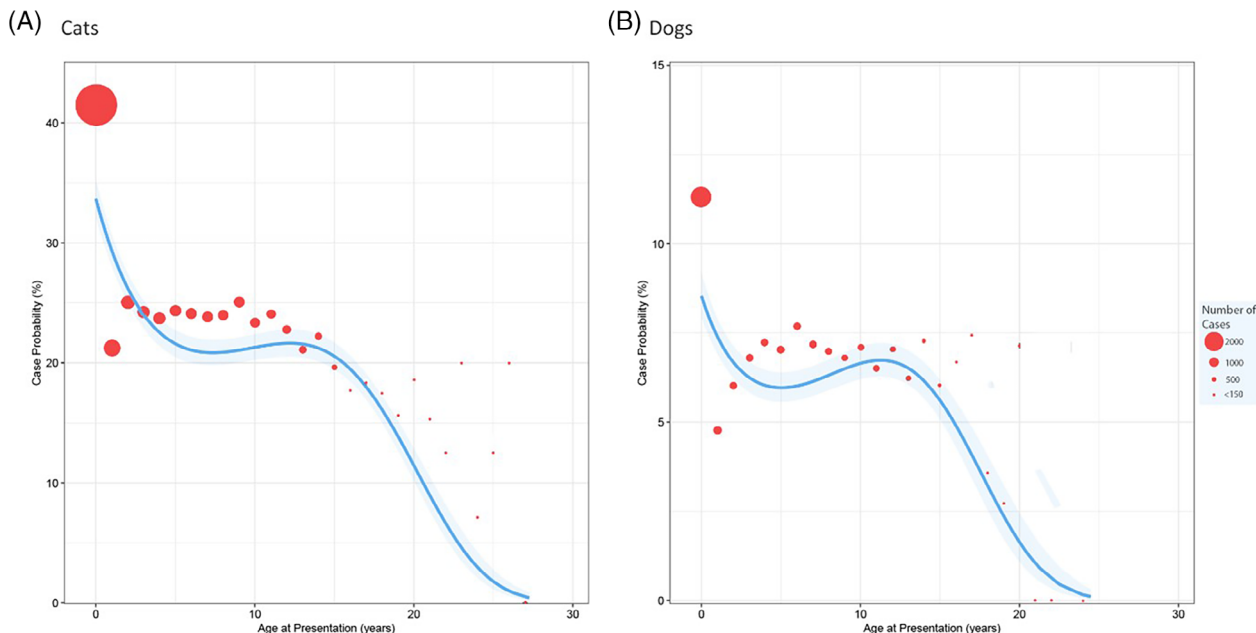 (A) Cats
(B) Dogs
40
30
20
10
0
Case Probability (%)
0 10 20 30
Age at Presentation (years)
15
10
5
0
Case Probability (%)
0 10 20 30
Age at Presentation (years)
Number of
Cases
2000
1000
500
<150